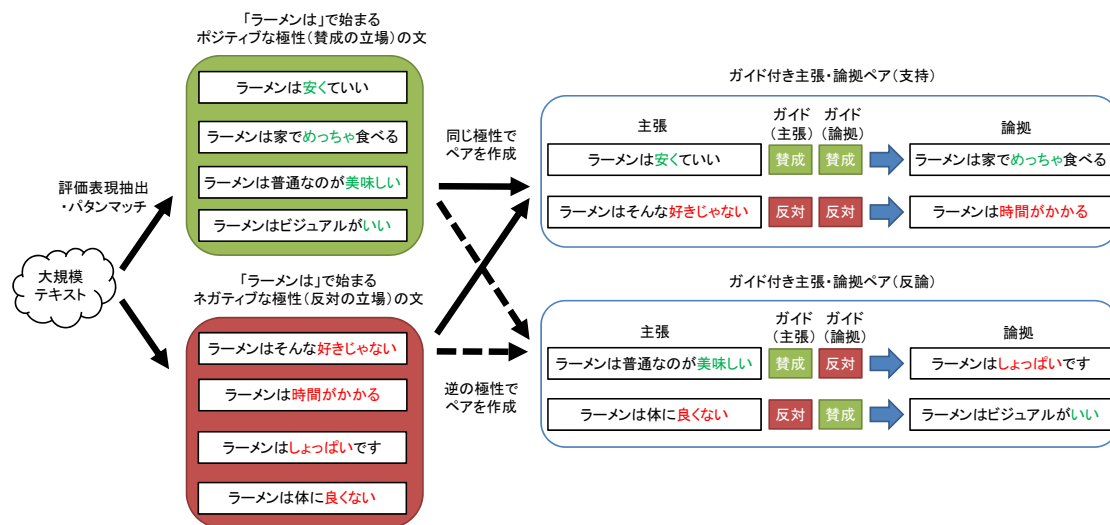 「ラーメンは」で始まる
ポジティブな極性(賛成の立場)の文
ラーメンは安くていい
ラーメンは家でめっちゃ食べる
ラーメンは普通なのが美味しい
ラーメンはビジュアルがいい
評価表現抽出
・パタンマッチ
大規模
テキスト
「ラーメンは」で始まる
ネガティブな極性(反対の立場)の文
ラーメンはそんな好きじゃない
ラーメンは時間がかかる
ラーメンはしょっぱいです
ラーメンは体に良くない
同じ極性で
ペアを作成
逆の極性で
ペアを作成
ガイド付き主張・論拠ペア(支持)
主張 ガイド(主張) ガイド(論拠) 論拠
ラーメンは安くていい 賛成 賛成 ラーメンは家でめっちゃ食べる
ラーメンはそんな好きじゃない 反対 反対 ラーメンは時間がかかる
ガイド付き主張・論拠ペア(反論)
主張 ガイド(主張) ガイド(論拠) 論拠
ラーメンは普通なのが美味しい 賛成 反対 ラーメンはしょっぱいです
ラーメンは体に良くない 反対 賛成 ラーメンはビジュアルがいい